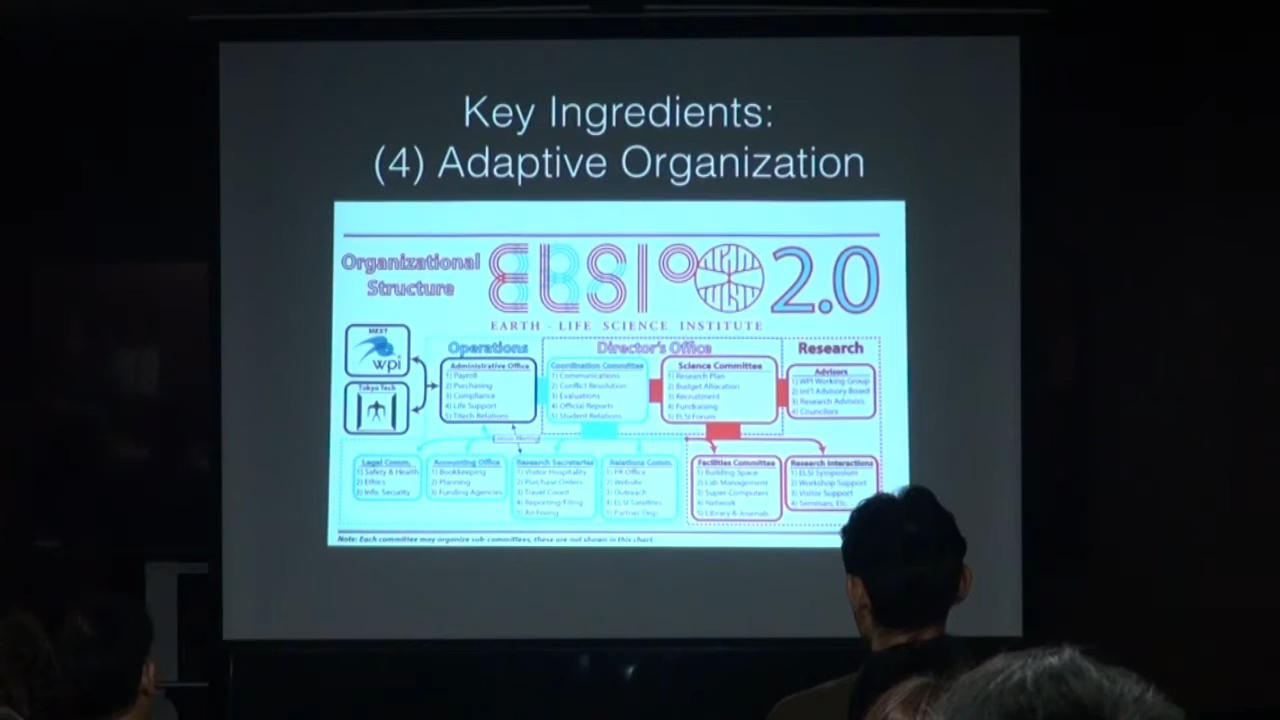 Key Ingredients:
(4) Adaptive Organization
Organizational
Structure
ELSI 2.0
EARTH - LIFE SCIENCE INSTITUTE
MEXT
wpi
Tokyo Tech
Operations
Administrative Office
1) Payroll
2) Purchasing
3) Compliance
4) Life Support
5) Titech Relations
Director's Office
Coordination Committee
1) Communications
2) Conflict Resolution
3) Evaluations
4) Official Reports
5) Student Relations
Science Committee
1) Research Plan
2) Budget Allocation
3) Recruitment
4) Fundraising
5) ELSI Forum
Research
Advisors
1) WPI Working Group
2) Int'l Advisory Board
3) Research Advisors
4) Councilors
Legal Comm.
1) Safety & Health
2) Ethics
3) Info. Security
Accounting Office
1) Bookkeeping
2) Planning
3) Funding Agencies
Research Secretaries
1) Visitor Hospitality
2) Purchase Orders
3) Travel Coord.
4) Reporting/Filing
Relations Comm.
1) PR Office
2) Website
3) Outreach
4) ELSI Satellites
5) Partner Orgs.
Facilities Committee
1) Building Space
2) Lab Management
3) Super-Computers
4) Network
5) Library & Journals
Research Interactions
1) ELSI Symposium
2) Workshop Support
3) Visitor Support
4) Seminars, Etc.
Note: Each committee may organize sub-committees, these are not shown in this chart.